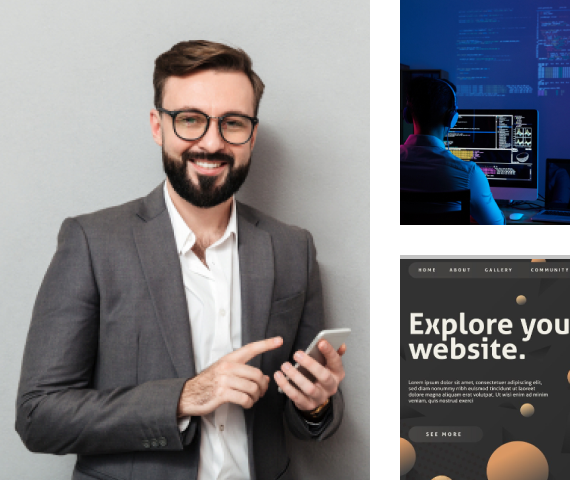 HOME ABOUT GALLERY COMMUNITY
Explore you
website.
Lorem ipsum dolor sit amet, consectetuer adipiscing elit,
sed diam nonummy nibh euismod tincidunt ut laoreet
dolore magna aliquam erat volutpat. Ut wisi enim ad minim
veniam, quis nostrud exerci
SEE MORE